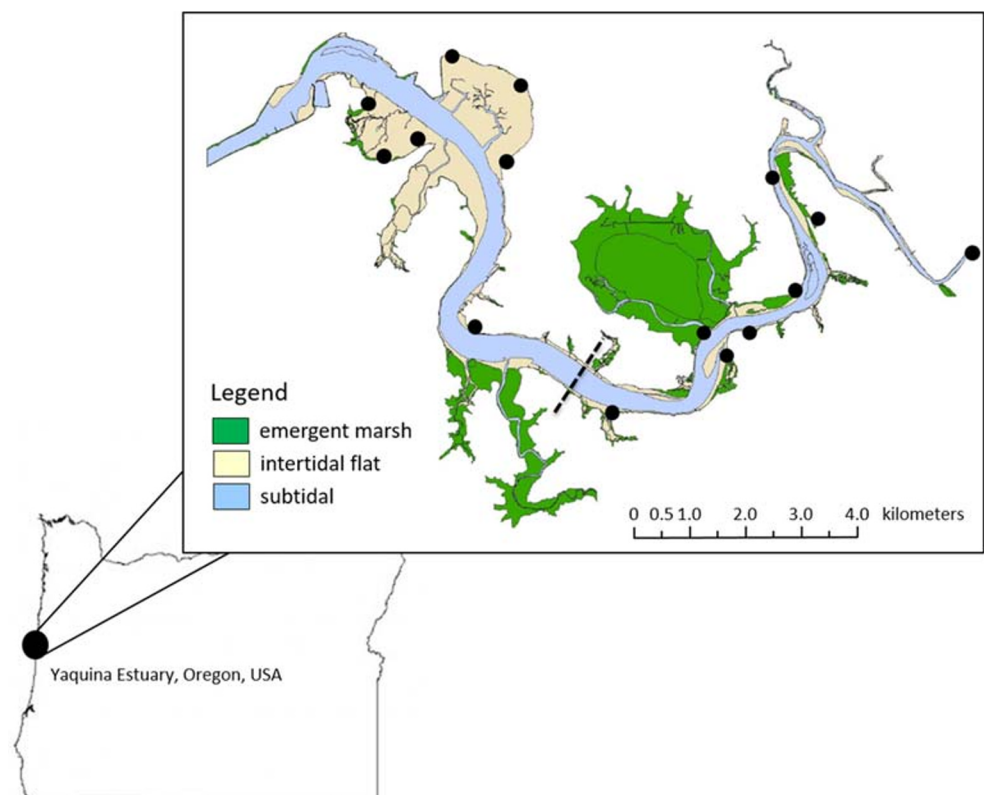 Legend
emergent marsh
intertidal flat
subtidal
0 0.5 1.0 2.0 3.0 4.0 kilometers
Yaquina Estuary, Oregon, USA